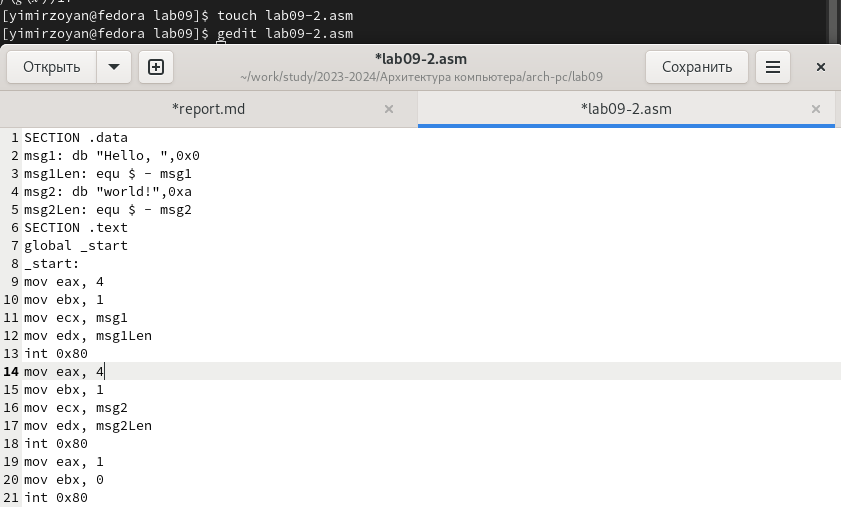 [yimirzoyan@fedora lab09]$ touch lab09-2.asm
[yimirzoyan@fedora lab09]$ gedit lab09-2.asm
Открыть
*lab09-2.asm
~/work/study/2023-2024/Архитектура компьютера/arch-pc/lab09
Сохранить
*report.md
*lab09-2.asm
1 SECTION .data
2 msg1: db "Hello, ",0x0
3 msg1Len: equ $ - msg1
4 msg2: db "world!",0xa
5 msg2Len: equ $ - msg2
6 SECTION .text
7 global _start
8 _start:
9 mov eax, 4
10 mov ebx, 1
11 mov ecx, msg1
12 mov edx, msg1Len
13 int 0x80
14 mov eax, 4
15 mov ebx, 1
16 mov ecx, msg2
17 mov edx, msg2Len
18 int 0x80
19 mov eax, 1
20 mov ebx, 0
21 int 0x80